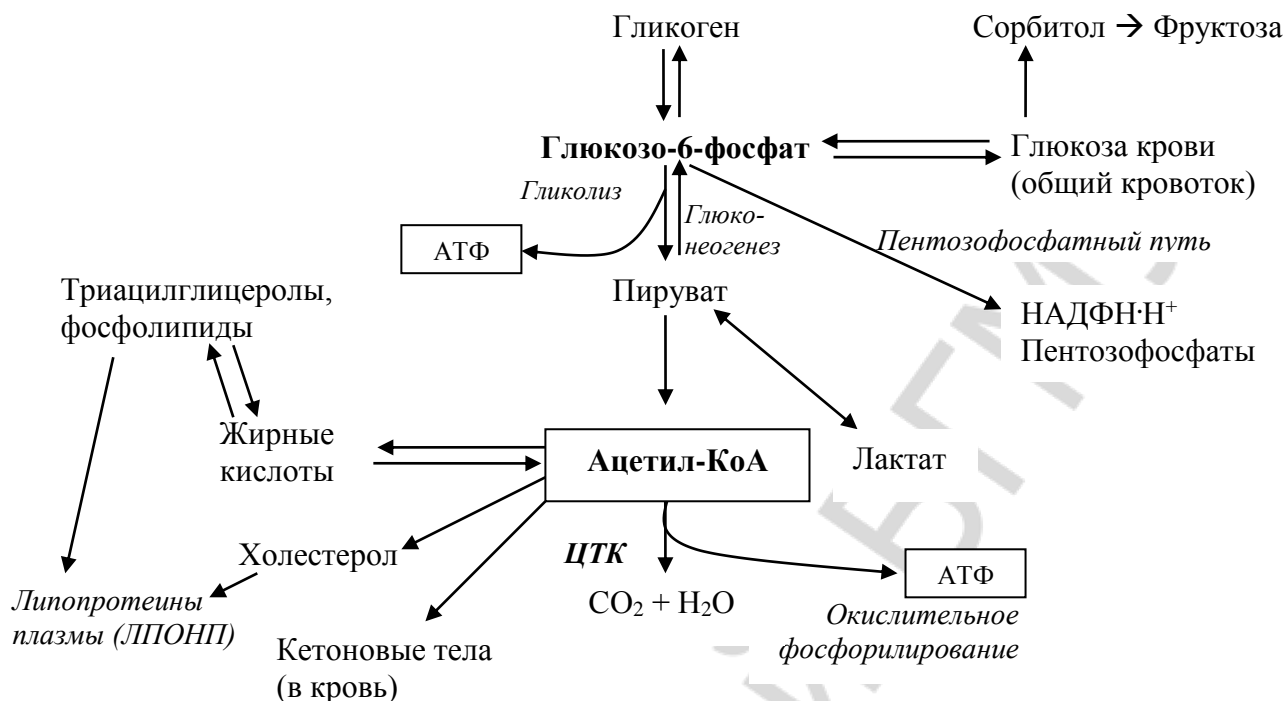 Гликоген
Сорбитол → Фруктоза
Глюкозо-6-фосфат
Глюкоза крови
(общий кровоток)
Гликолиз
Глюко-
неогенез
АТФ
Пентозофосфатный путь
Триацилглицеролы,
фосфолипиды
Пируват
НАДФН·Н⁺
Пентозофосфаты
Жирные
кислоты
Ацетил-КоА
Лактат
Холестерол
ЦТК
АТФ
Липопротеины
плазмы (ЛПОНП)
CO₂ + H₂O
Окислительное
фосфорилирование
Кетоновые тела
(в кровь)